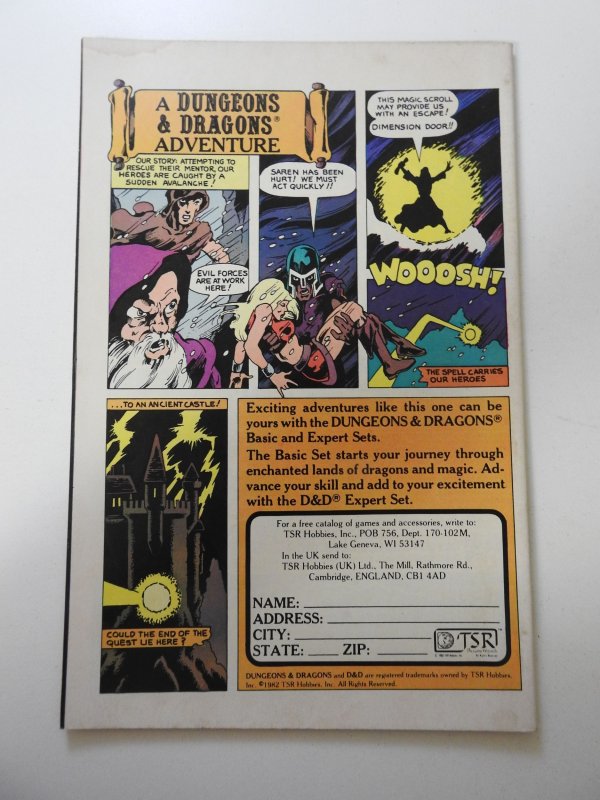 A DUNGEONS
& DRAGONS®
ADVENTURE
OUR STORY: ATTEMPTING TO
RESCUE THEIR MENTOR, OUR
HEROES ARE CAUGHT BY A
SUDDEN AVALANCHE!
EVIL FORCES
ARE AT WORK
HERE!
SAREN HAS BEEN
HURT! WE MUST
ACT QUICKLY!!
THIS MAGIC SCROLL
MAY PROVIDE US
WITH AN ESCAPE!
DIMENSION DOOR!!
WOOOSH!
THE SPELL CARRIES
OUR HEROES
...TO AN ANCIENT CASTLE!
COULD THE END OF THE
QUEST LIE HERE?
Exciting adventures like this one can be
yours with the DUNGEONS & DRAGONS®
Basic and Expert Sets.
The Basic Set starts your journey through
enchanted lands of dragons and magic. Ad-
vance your skill and add to your excitement
with the D&D® Expert Set.
For a free catalog of games and accessories, write to:
TSR Hobbies, Inc., POB 756, Dept. 170-102M,
Lake Geneva, WI 53147
In the UK send to:
TSR Hobbies (UK) Ltd., The Mill, Rathmore Rd.,
Cambridge, ENGLAND, CB1 4AD
NAME:
ADDRESS:
CITY:
STATE: ZIP:
TSR™
DUNGEONS & DRAGONS and D&D are registered trademarks owned by TSR Hobbies,
Inc. ©1982 TSR Hobbies, Inc. All Rights Reserved.